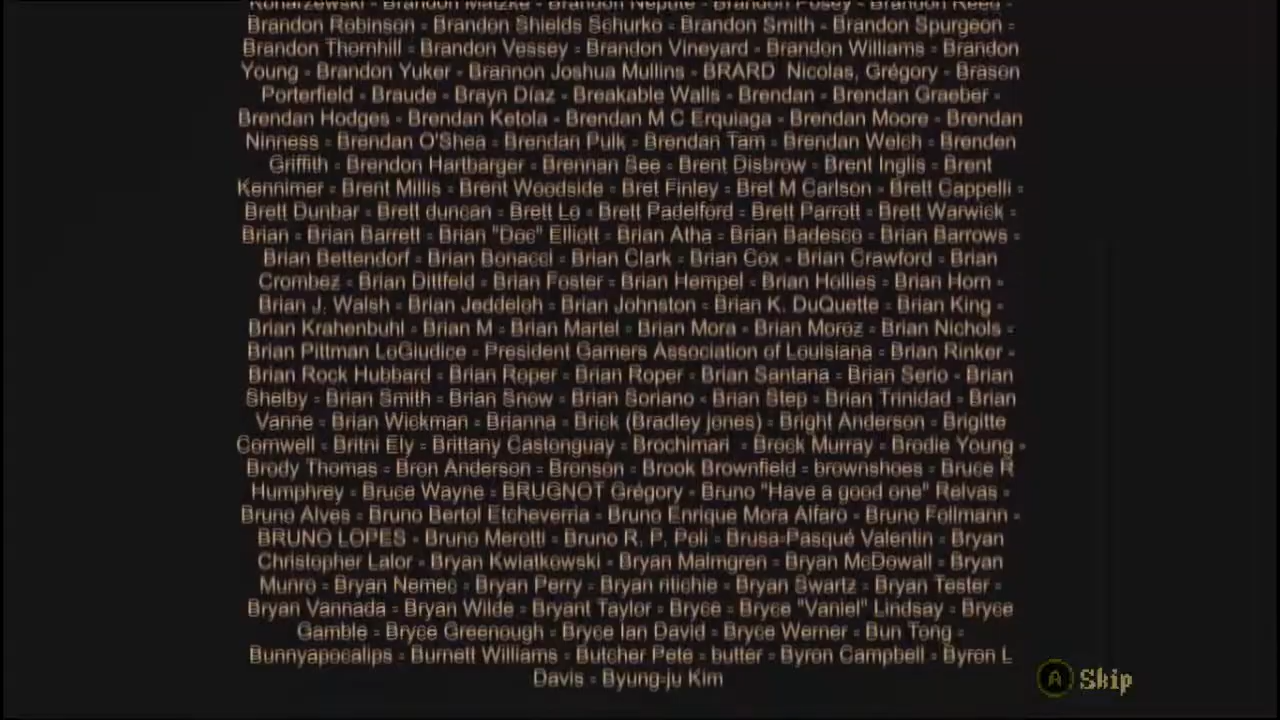 Konarzewski - Brandon Matzke - Brandon Nepute - Brandon Posey - Brandon Reed -
Brandon Robinson - Brandon Shields Schurko - Brandon Smith - Brandon Spurgeon -
Brandon Thornhill - Brandon Vessey - Brandon Vineyard - Brandon Williams - Brandon
Young - Brandon Yuker - Brannon Joshua Mullins - BRARD  Nicolas, Grégory - Brason
Porterfield - Braude - Brayn Díaz - Breakable Walls - Brendan - Brendan Graeber -
Brendan Hodges - Brendan Ketola - Brendan M C Erquiaga - Brendan Moore - Brendan
Ninness - Brendan O'Shea - Brendan Pulk - Brendan Tam - Brendan Welch - Brenden
Griffith - Brendon Hartbarger - Brennan See - Brent Disbrow - Brent Inglis - Brent
Kennimer - Brent Millis - Brent Woodside - Bret Finley - Bret M Carlson - Brett Cappelli -
Brett Dunbar - Brett duncan - Brett Lo - Brett Padelford - Brett Parrott - Brett Warwick -
Brian - Brian Barrett - Brian "Doc" Elliott - Brian Atha - Brian Badesco - Brian Barrows -
Brian Bettendorf - Brian Bonacci - Brian Clark - Brian Cox - Brian Crawford - Brian
Crombez - Brian Dittfeld - Brian Foster - Brian Hempel - Brian Hollies - Brian Horn -
Brian J. Walsh - Brian Jeddeloh - Brian Johnston - Brian K. DuQuette - Brian King -
Brian Krahenbuhl - Brian M - Brian Martel - Brian Mora - Brian Moroz - Brian Nichols -
Brian Pittman LoGiudice - President Gamers Association of Louisiana - Brian Rinker -
Brian Rock Hubbard - Brian Roper - Brian Roper - Brian Santana - Brian Serio - Brian
Shelby - Brian Smith - Brian Snow - Brian Soriano - Brian Step - Brian Trinidad - Brian
Vanne - Brian Wickman - Brianna - Brick (Bradley jones) - Bright Anderson - Brigitte
Cornwell - Britni Ely - Brittany Castonguay - Brochimari  - Brock Murray - Brodie Young -
Brody Thomas - Bron Anderson - Bronson - Brook Brownfield - brownshoes - Bruce R
Humphrey - Bruce Wayne - BRUGNOT Grégory - Bruno "Have a good one" Relvas -
Bruno Alves - Bruno Bertol Etcheverria - Bruno Enrique Mora Alfaro - Bruno Follmann -
BRUNO LOPES - Bruno Merotti - Bruno R. P. Poli - Brusa-Pasqué Valentin - Bryan
Christopher Lalor - Bryan Kwiatkowski - Bryan Malmgren - Bryan McDowall - Bryan
Munro - Bryan Nemec - Bryan Perry - Bryan ritichie - Bryan Swartz - Bryan Tester -
Bryan Vannada - Bryan Wilde - Bryant Taylor - Bryce - Bryce "Vaniel" Lindsay - Bryce
Gamble - Bryce Greenough - Bryce Ian David - Bryce Werner - Bun Tong -
Bunnyapocalips - Burnett Williams - Butcher Pete - butter - Byron Campbell - Byron L
Davis - Byung-ju Kim
A Skip